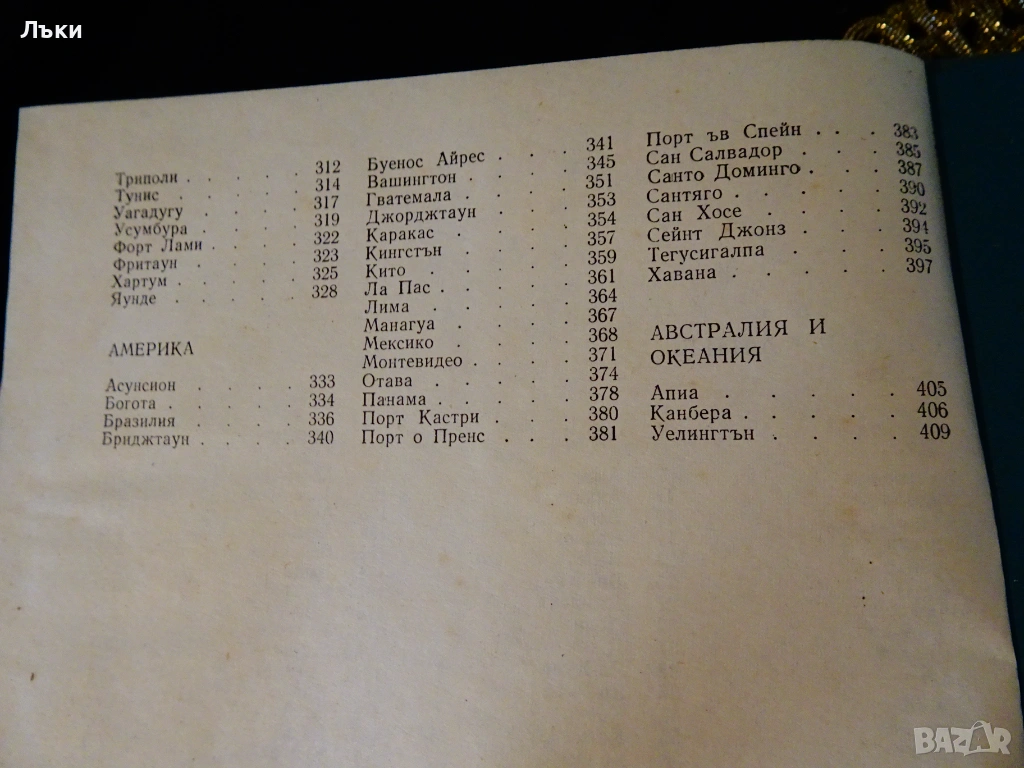 Лъки
Триполи . . . . . 312
Тунис . . . . . 314
Уагадугу . . . . 317
Усумбура . . . . 319
Форт Лами . . . . 322
Фритаун . . . . 323
Хартум . . . . . 325
Яунде . . . . . 328
АМЕРИКА
Асунсион . . . . 333
Богота . . . . . 334
Бразилия . . . . 336
Бриджтаун . . . . 340
Буенос Айрес . . . 341
Вашингтон . . . . 345
Гватемала . . . . 351
Джорджтаун . . . 353
Каракас . . . . . 354
Кингстън . . . . 357
Кито . . . . . 359
Ла Пас . . . . . 361
Лима . . . . . 364
Манагуа . . . . 367
Мексико . . . . 368
Монтевидео . . . . 371
Отава . . . . . 374
Панама . . . . . 378
Порт Кастри . . . 380
Порт о Пренс . . . 381
Порт ъв Спейн . . . 383
Сан Салвадор . . . 385
Санто Доминго . . . 387
Сантяго . . . . . 390
Сан Хосе . . . . 392
Сейнт Джонз . . . 394
Тегусигалпа . . . 395
Хавана . . . . . 397
АВСТРАЛИЯ И
ОКЕАНИЯ
Апиа . . . . . 405
Канбера . . . . 406
Уелингтън . . . . 409
BAZAR